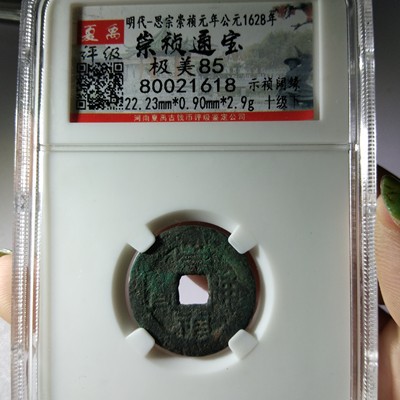 夏禹
评级
明代-思宗崇祯元年公元1628年
崇祯通宝
极美85
80021618
22.23mm*0.90mm*2.9g 十级下
河南夏禹古钱币评级鉴定公司